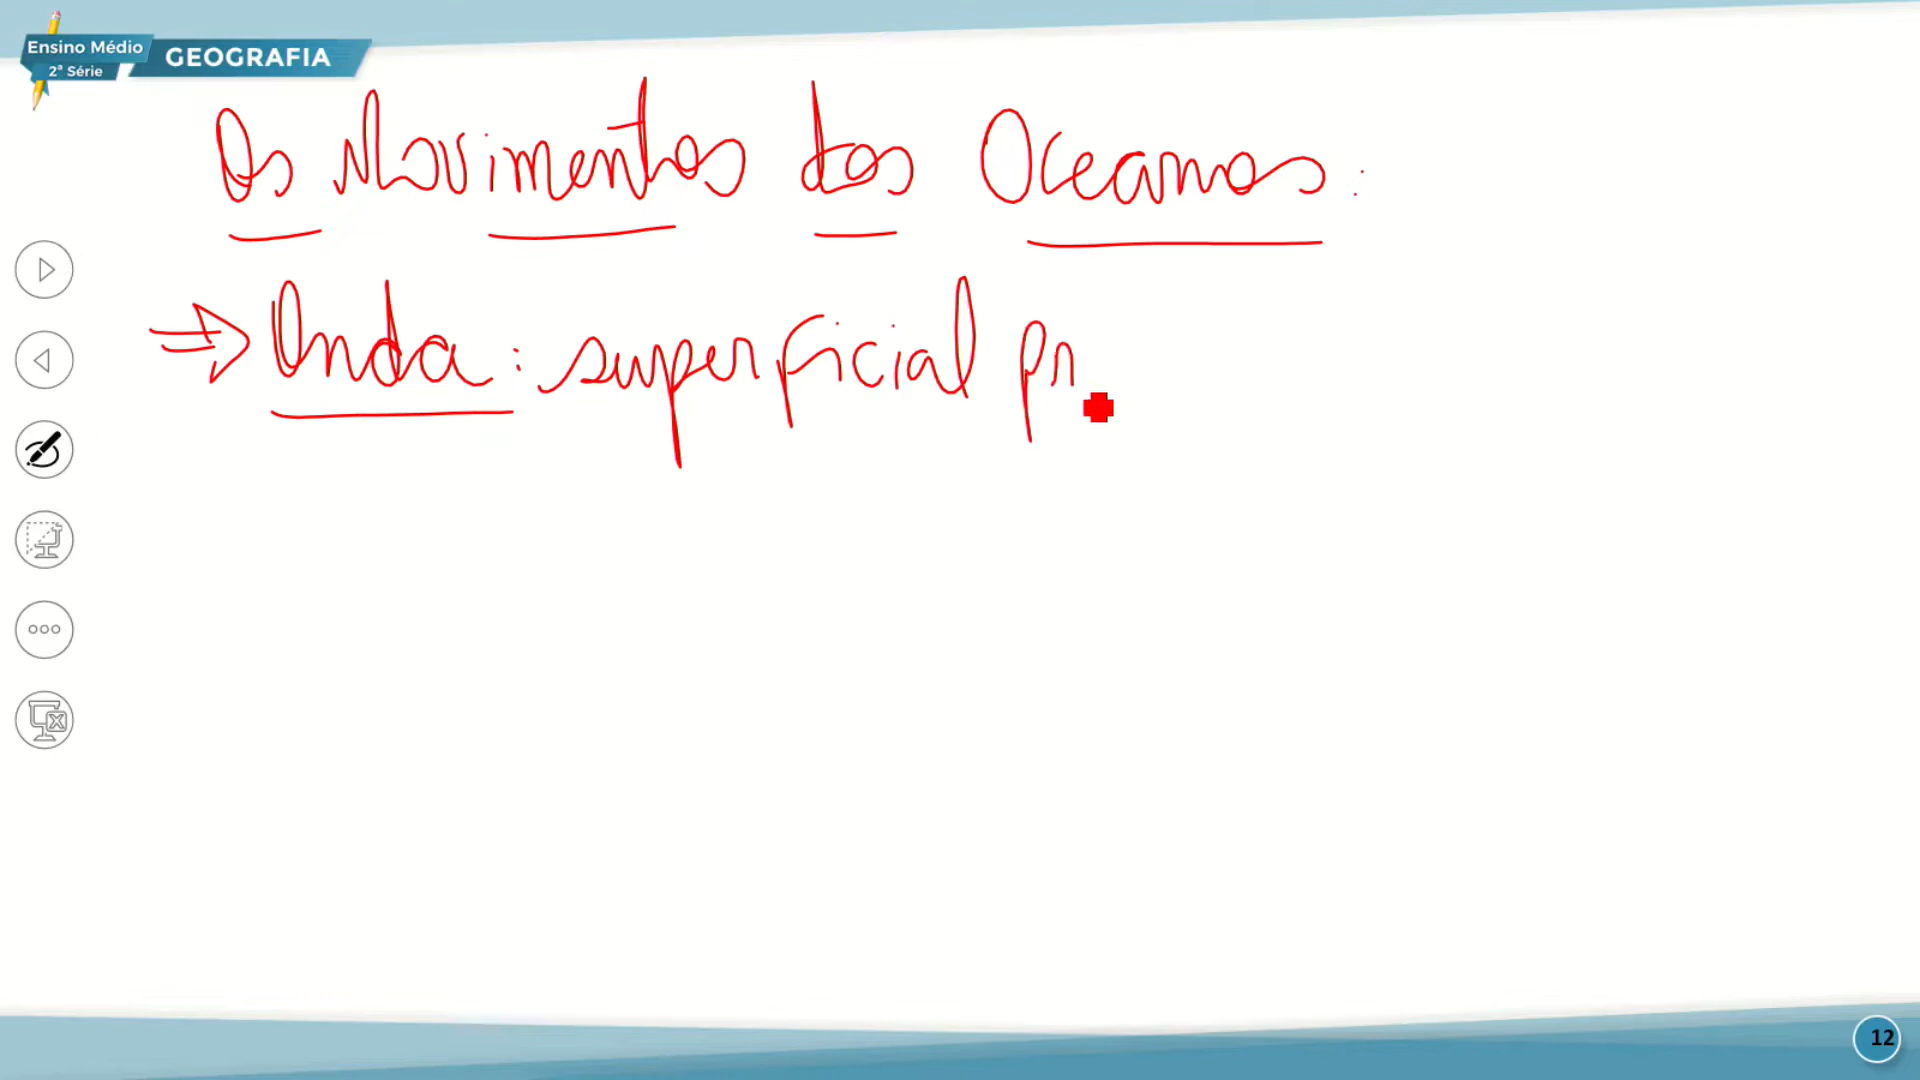 Ensino Médio
2ª Série
GEOGRAFIA
Os Movimentos dos Oceanos:
⇒ Onda: superficial pr
12